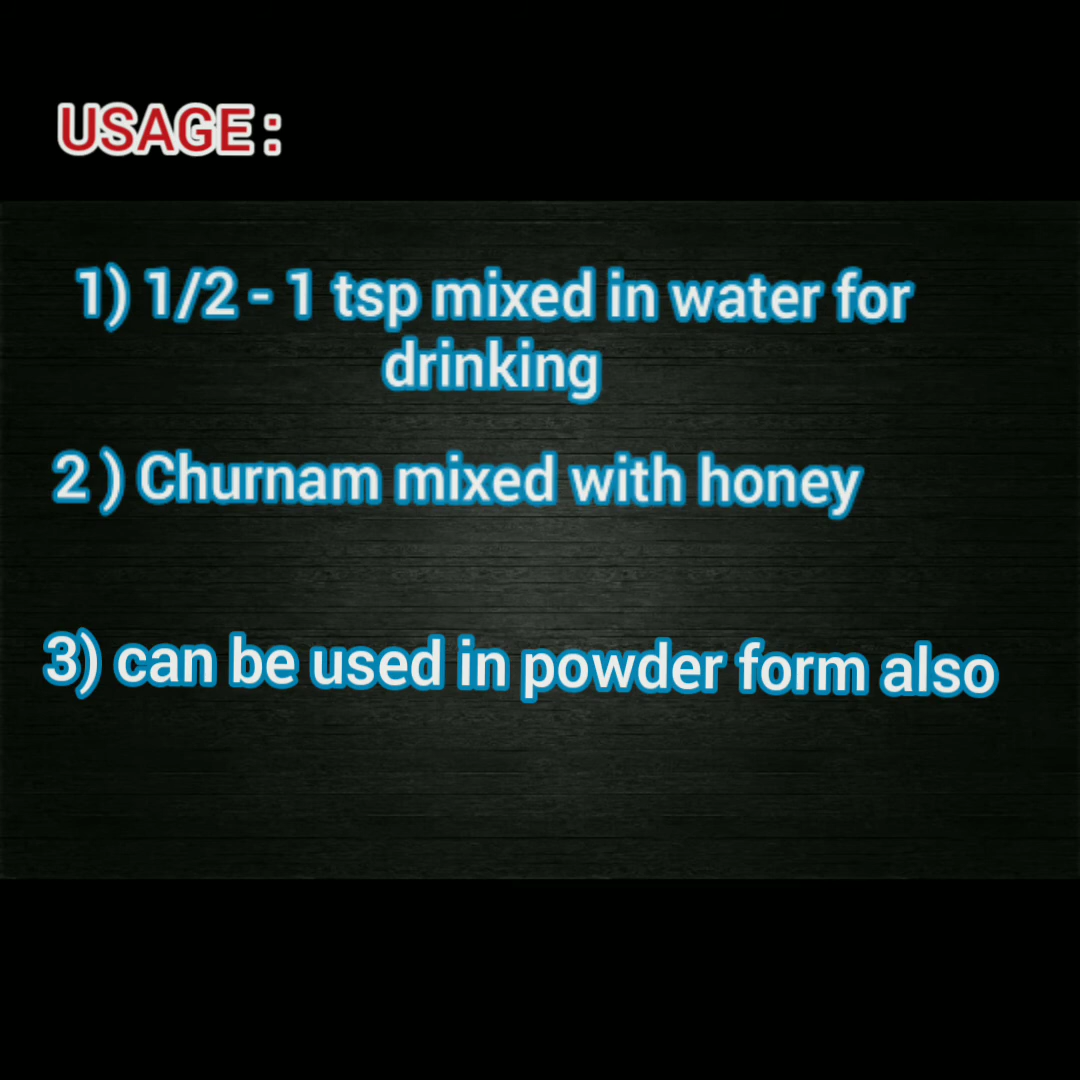 USAGE :
1) 1/2 - 1 tsp mixed in water for
drinking
2 ) Churnam mixed with honey
3) can be used in powder form also